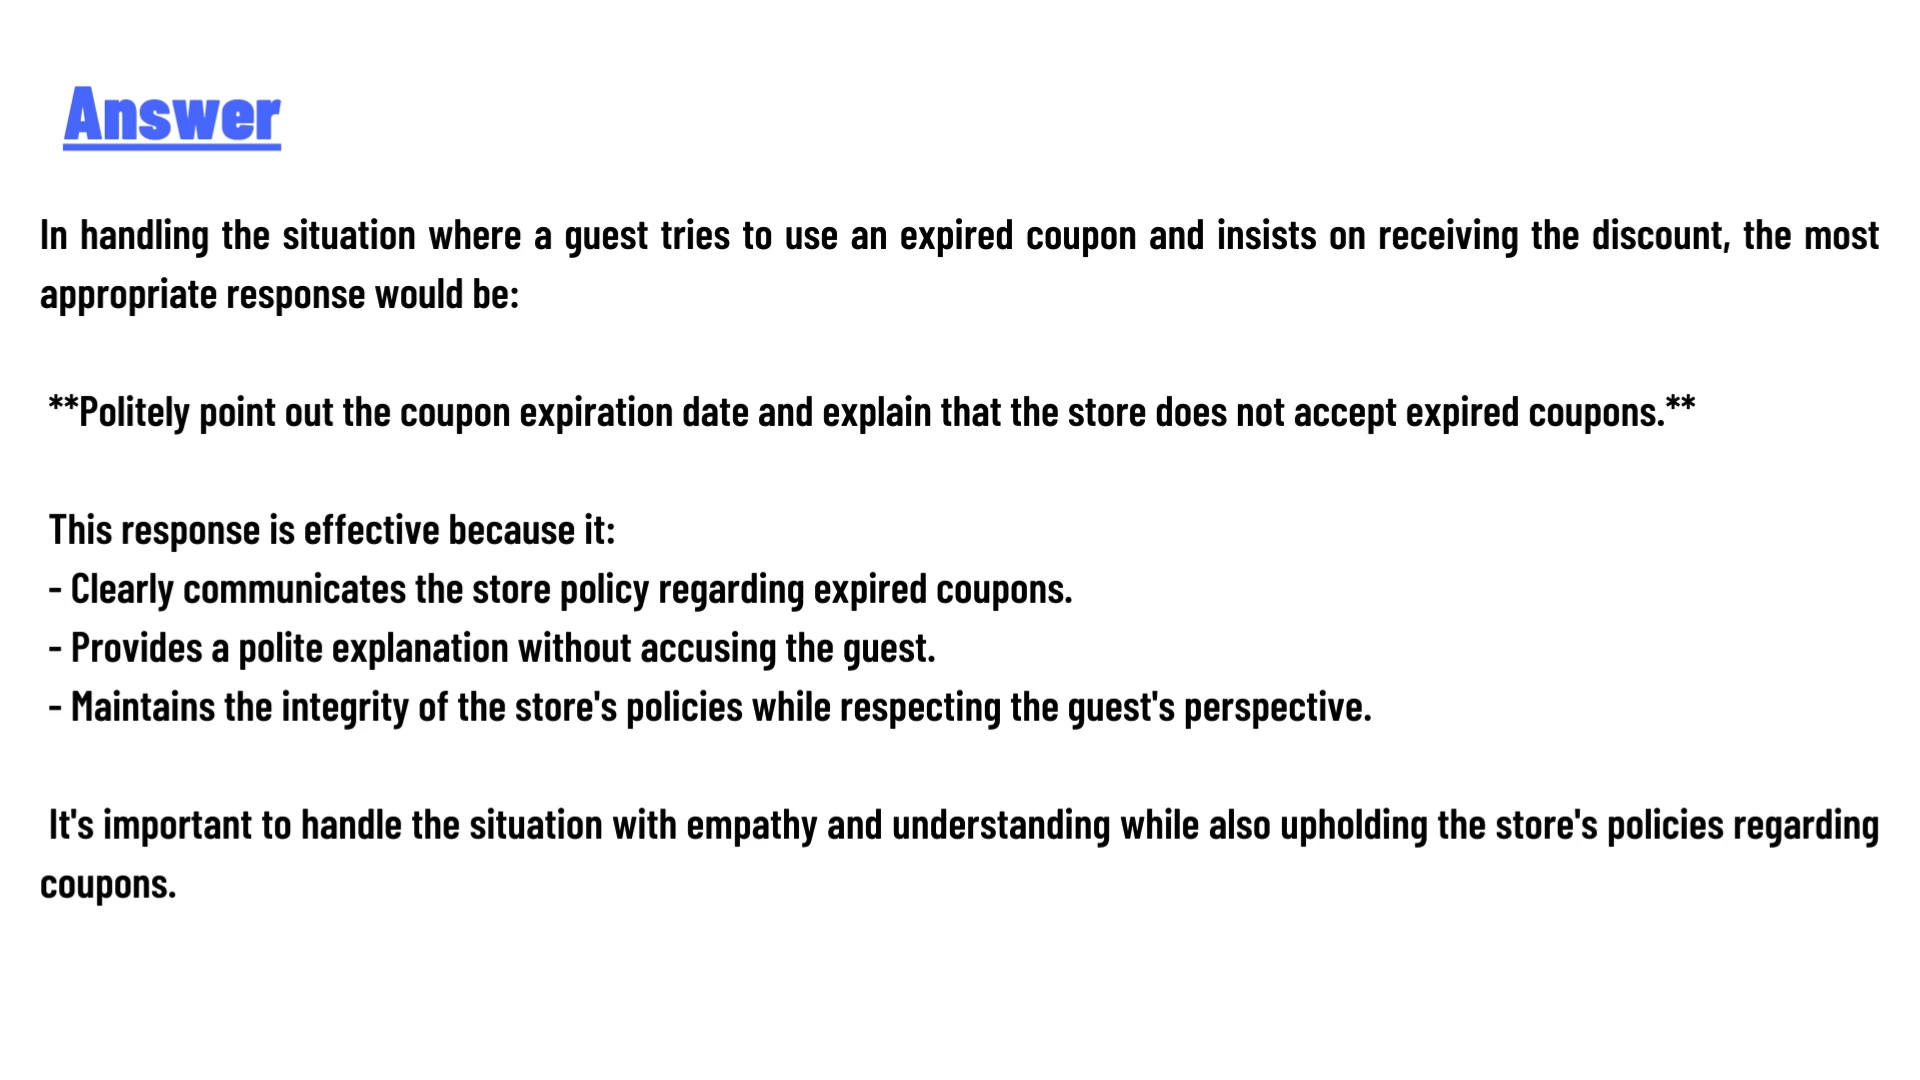 Answer
In handling the situation where a guest tries to use an expired coupon and insists on receiving the discount, the most
appropriate response would be:
**Politely point out the coupon expiration date and explain that the store does not accept expired coupons.**
This response is effective because it:
- Clearly communicates the store policy regarding expired coupons.
- Provides a polite explanation without accusing the guest.
- Maintains the integrity of the store's policies while respecting the guest's perspective.
It's important to handle the situation with empathy and understanding while also upholding the store's policies regarding
coupons.